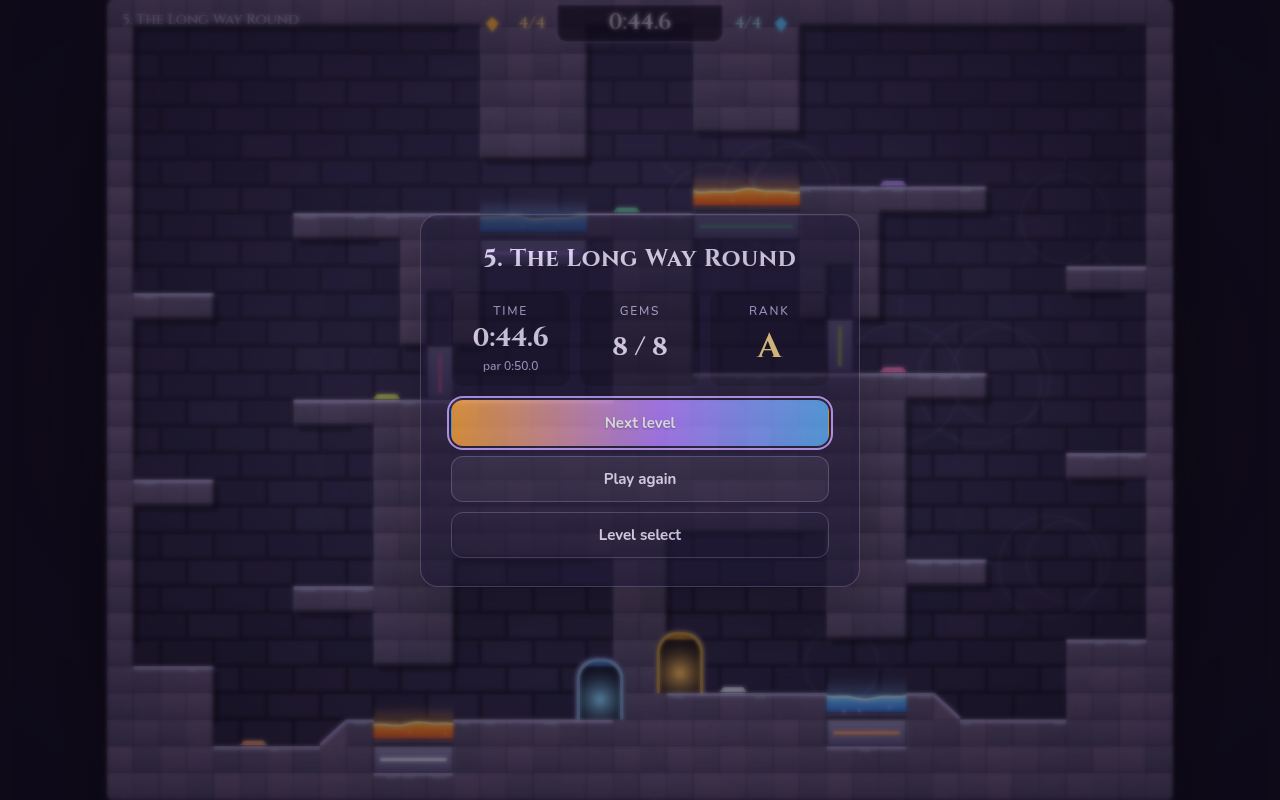 5. The Long Way Round
4/4
0:44.6
4/4
5. The Long Way Round
TIME
0:44.6
par 0:50.0
GEMS
8 / 8
RANK
A
Next level
Play again
Level select